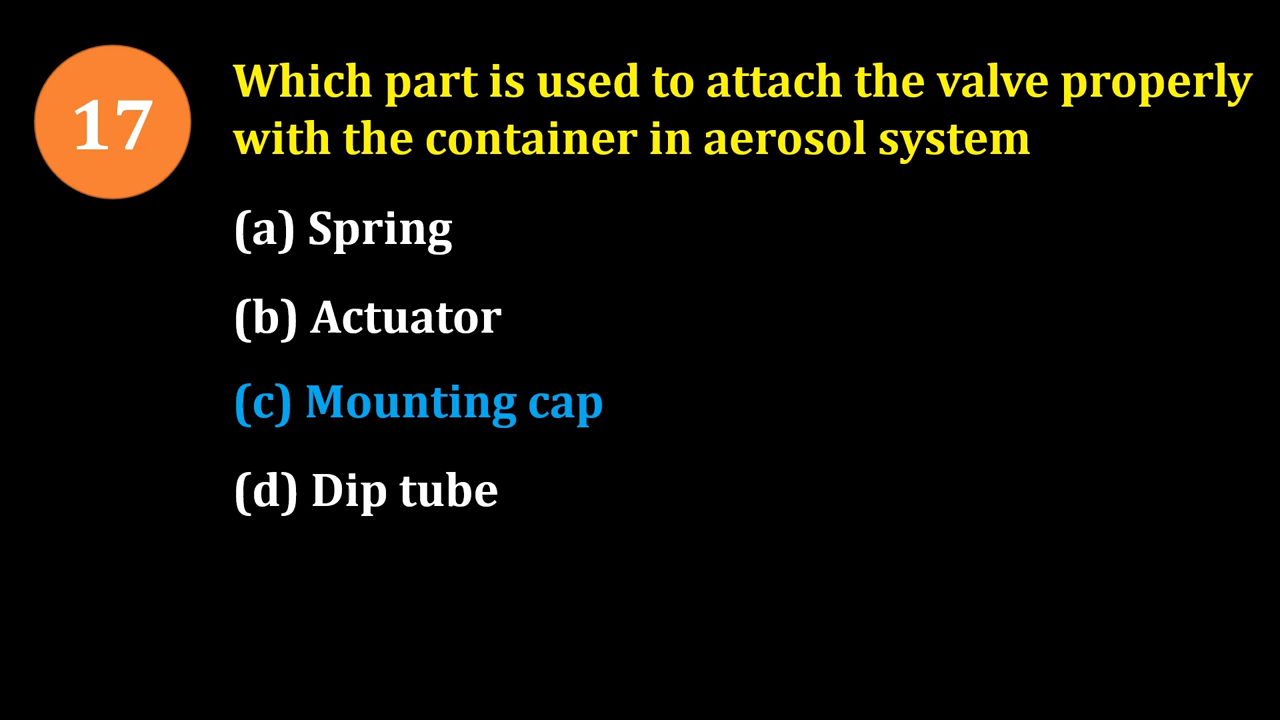 17
Which part is used to attach the valve properly
with the container in aerosol system
(a) Spring
(b) Actuator
(c) Mounting cap
(d) Dip tube